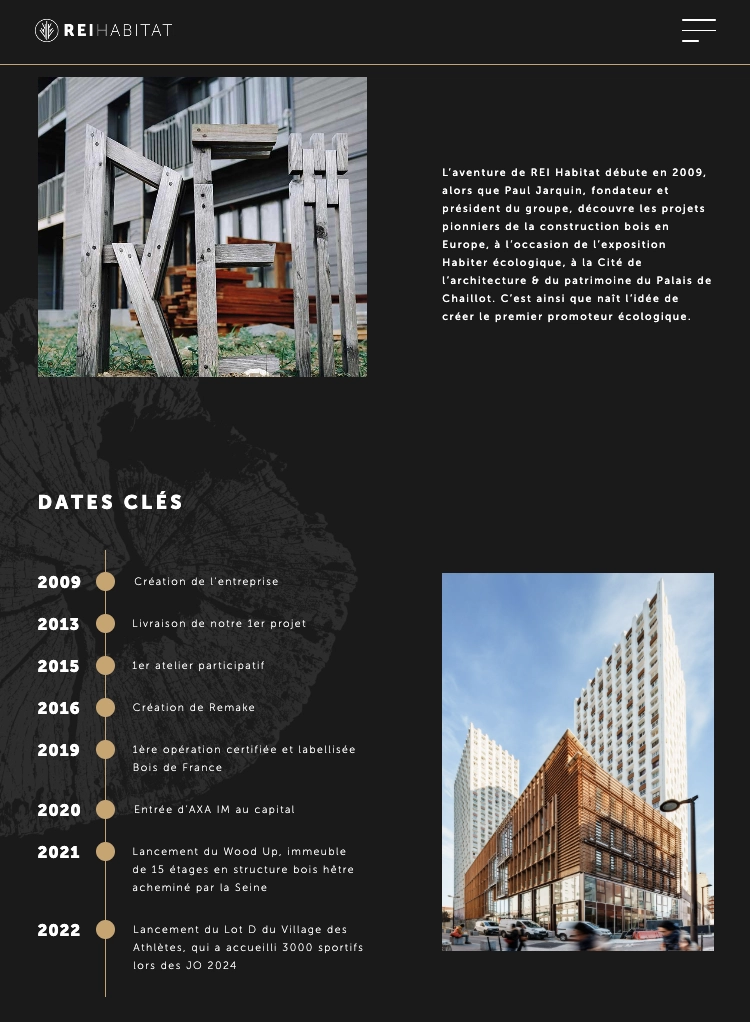 REIHABITAT
REI
L'aventure de REI Habitat débute en 2009,
alors que Paul Jarquin, fondateur et
président du groupe, découvre les projets
pionniers de la construction bois en
Europe, à l'occasion de l'exposition
Habiter écologique, à la Cité de
l'architecture & du patrimoine du Palais de
Chaillot. C'est ainsi que naît l'idée de
créer le premier promoteur écologique.
DATES CLÉS
2009 Création de l'entreprise
2013 Livraison de notre 1er projet
2015 1er atelier participatif
2016 Création de Remake
2019 1ère opération certifiée et labellisée
Bois de France
2020 Entrée d'AXA IM au capital
2021 Lancement du Wood Up, immeuble
de 15 étages en structure bois hêtre
acheminé par la Seine
2022 Lancement du Lot D du Village des
Athlètes, qui a accueilli 3000 sportifs
lors des JO 2024